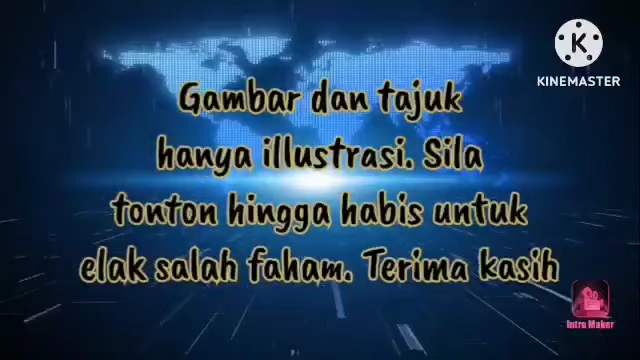 KINEMASTER
Gambar dan tajuk
hanya illustrasi. Sila
tonton hingga habis untuk
elak salah faham. Terima kasih
Intro Maker